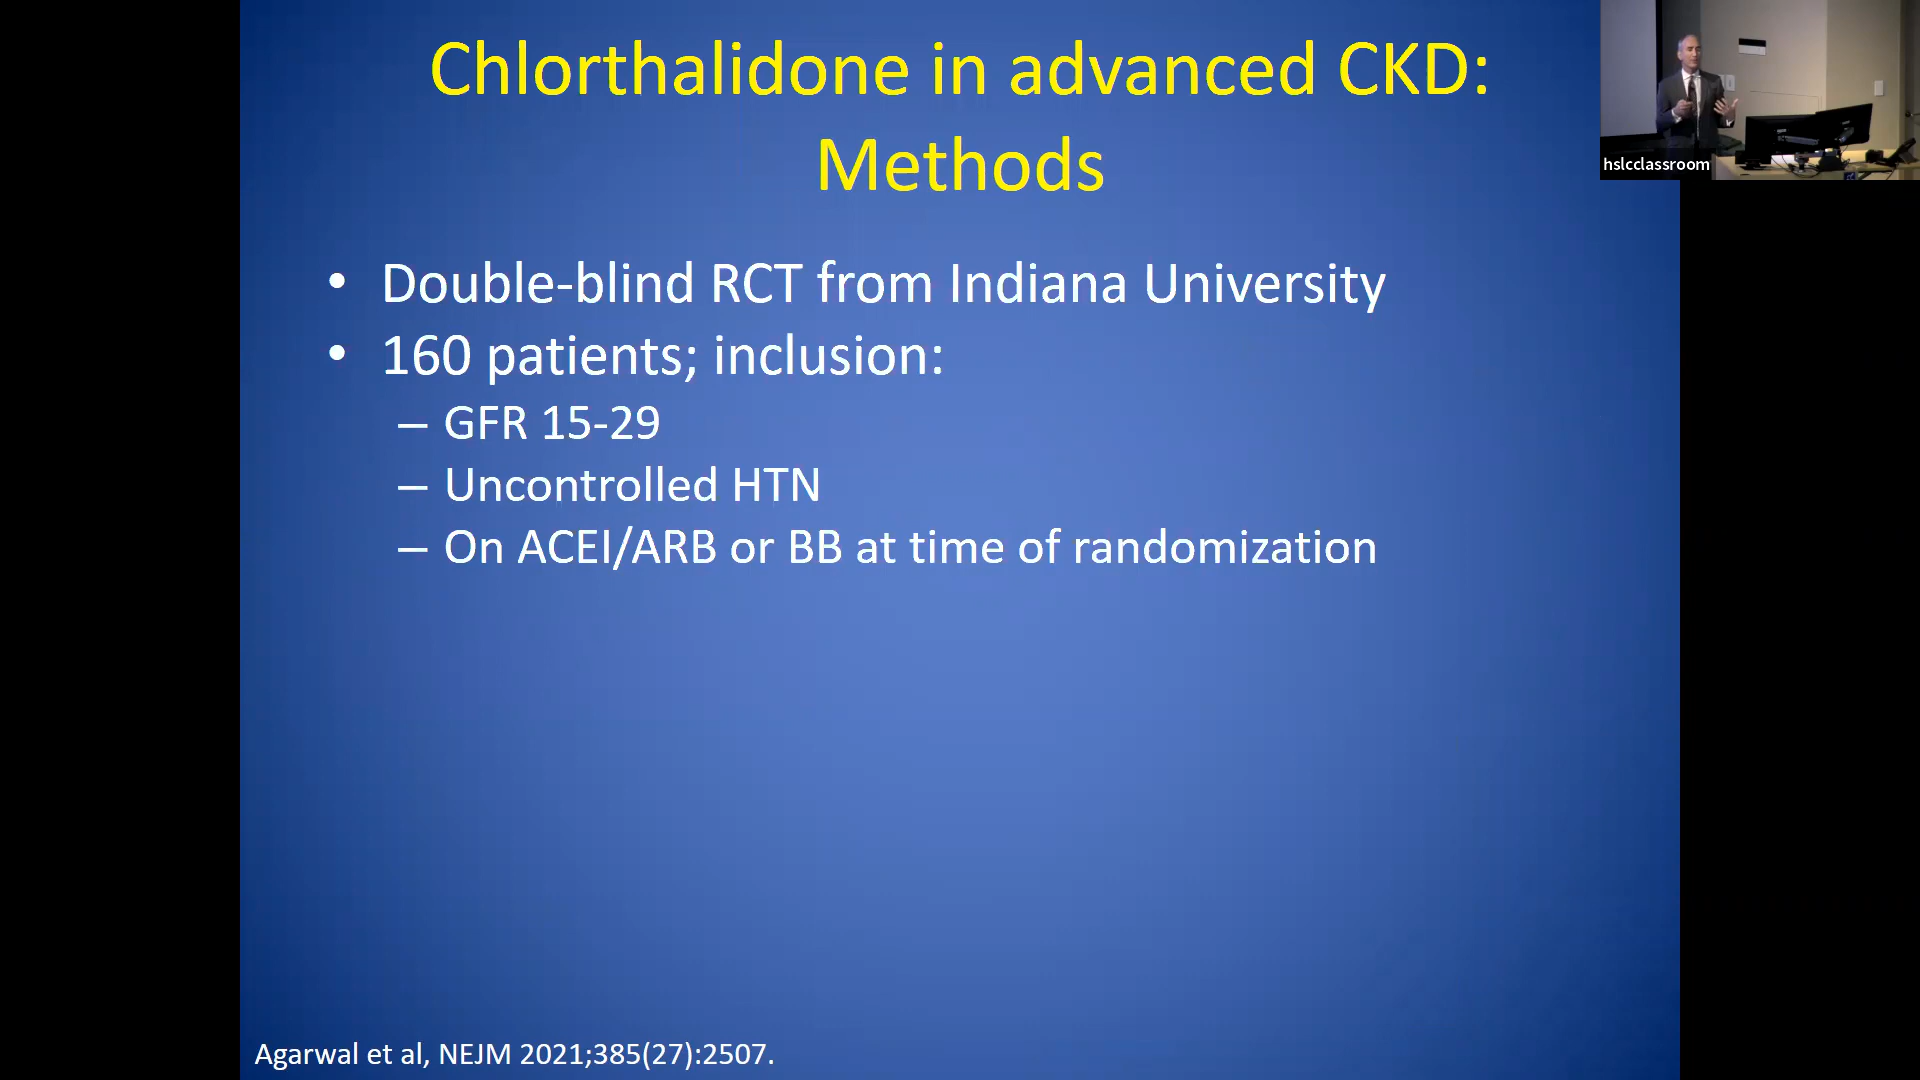 Chlorthalidone in advanced CKD:
Methods
hslcclassroom
• Double-blind RCT from Indiana University
• 160 patients; inclusion:
– GFR 15-29
– Uncontrolled HTN
– On ACEI/ARB or BB at time of randomization
Agarwal et al, NEJM 2021;385(27):2507.